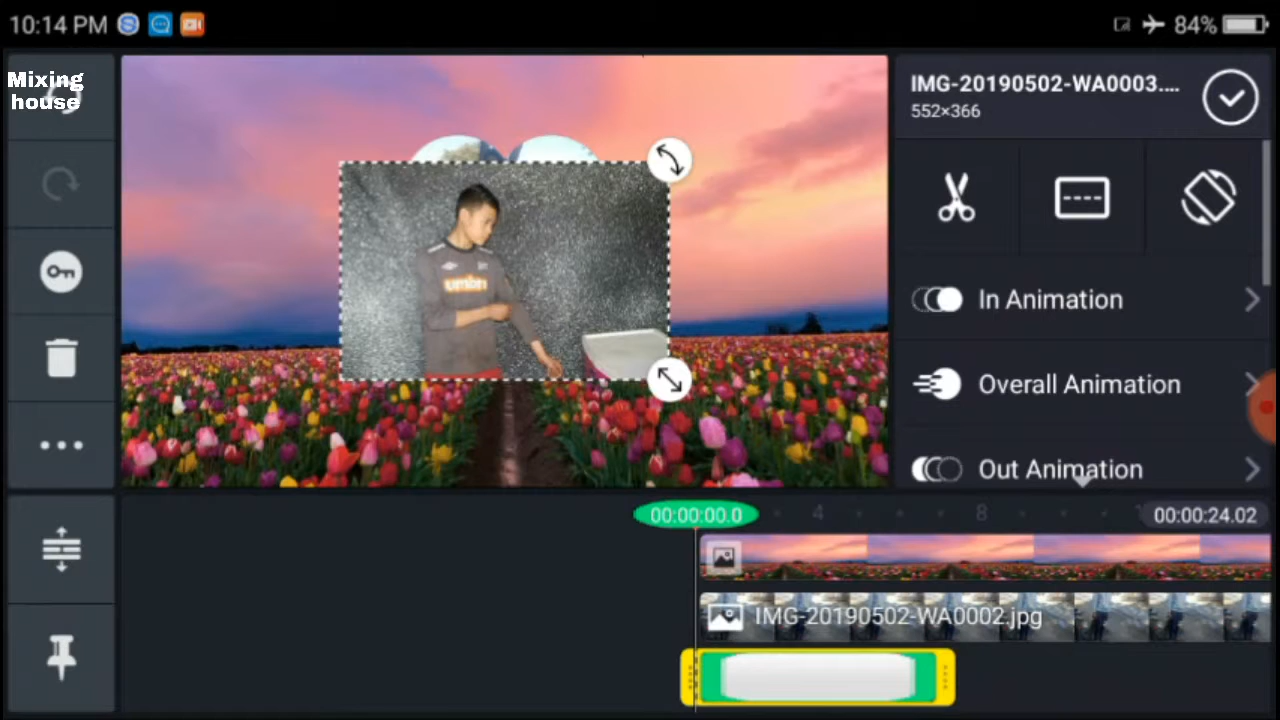 10:14 PM
84%
Mixing
house
IMG-20190502-WA0003....
552×366
In Animation
Overall Animation
Out Animation
umbro
00:00:00.0
4
8
00:00:24.02
IMG-20190502-WA0002.jpg